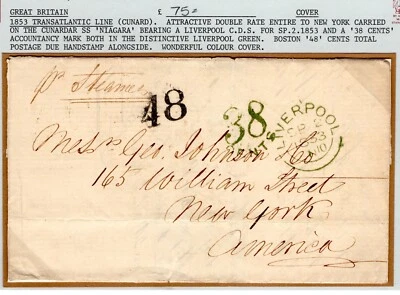 GREAT BRITAIN £ 75= COVER
1853 TRANSATLANTIC LINE (CUNARD). ATTRACTIVE DOUBLE RATE ENTIRE TO NEW YORK CARRIED
ON THE CUNARDAR SS 'NIAGARA' BEARING A LIVERPOOL C.D.S. FOR SP.2.1853 AND A '38 CENTS'
ACCOUNTANCY MARK BOTH IN THE DISTINCTIVE LIVERPOOL GREEN. BOSTON '48' CENTS TOTAL
POSTAGE DUE HANDSTAMP ALONGSIDE. WONDERFUL COLOUR COVER.
pr Steamer
48
38
CENTS
LIVERPOOL
SP
Messrs Geo. Johnson & Co
165 William Street
New York
America